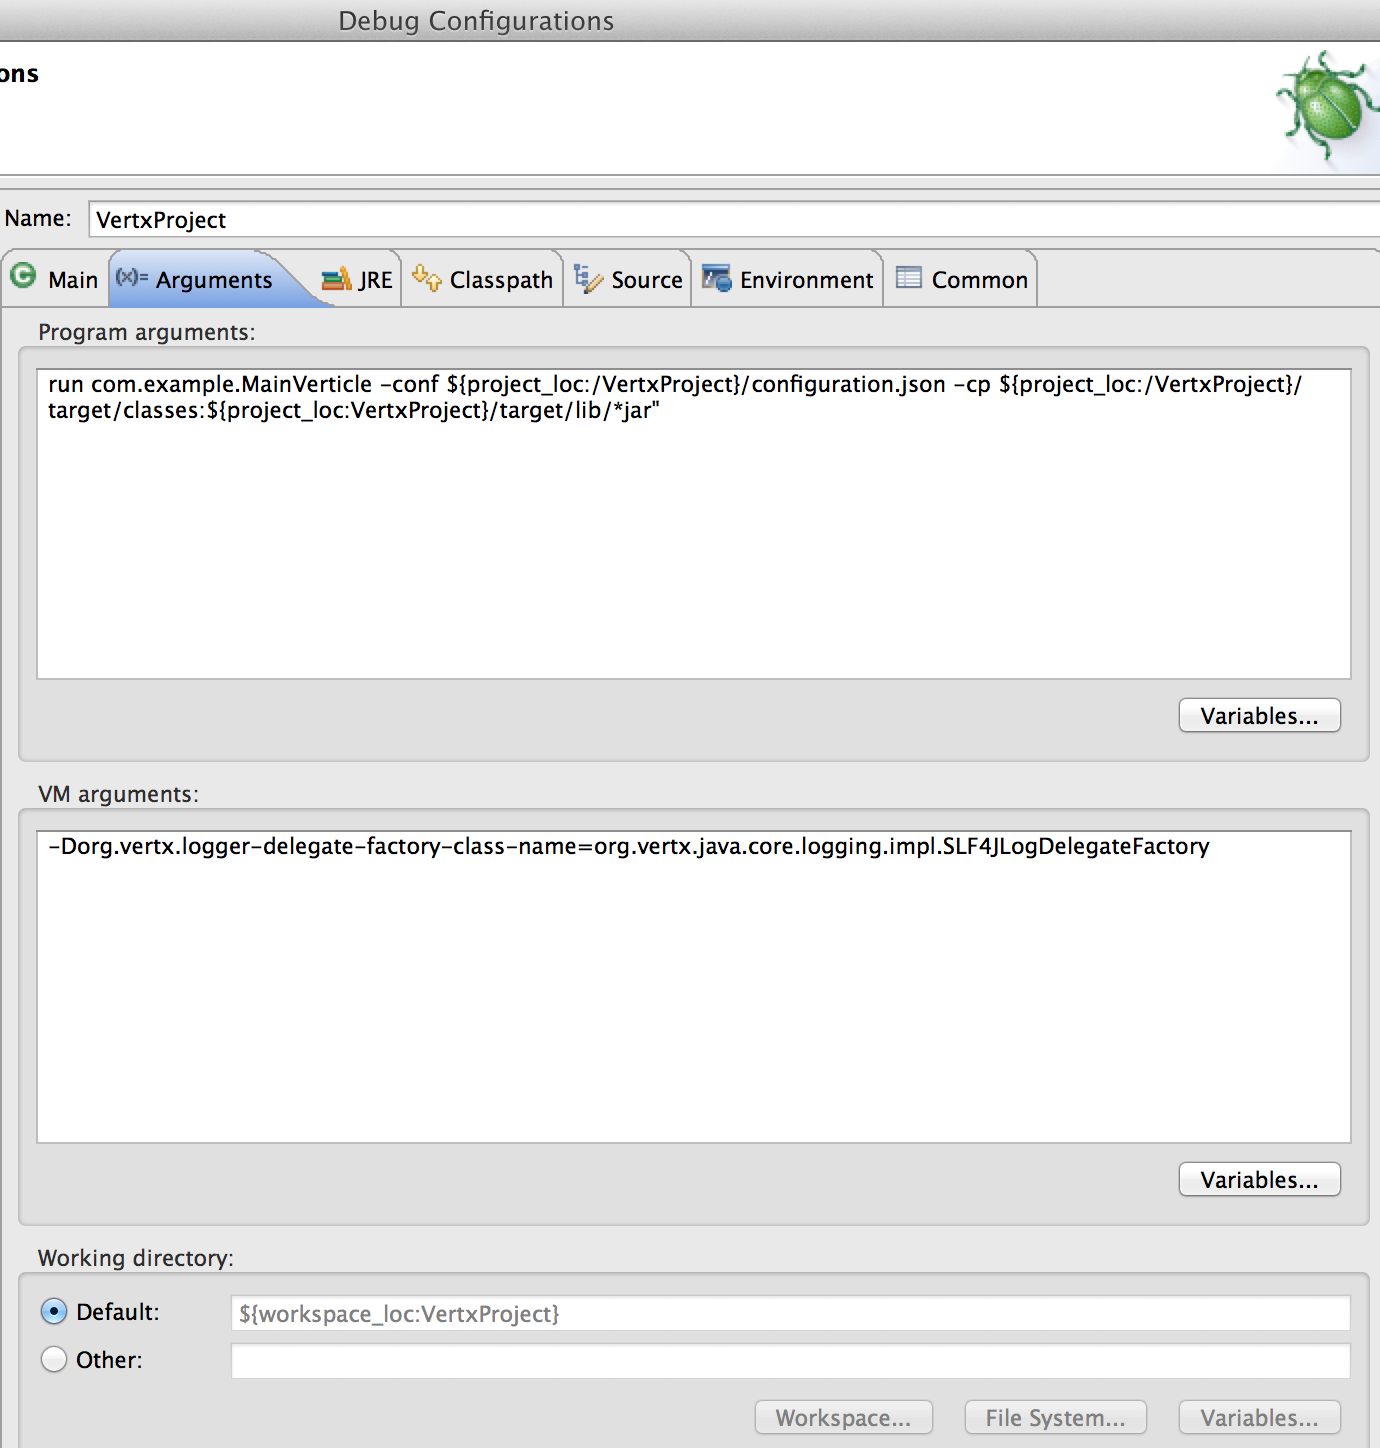 Debug Configurations
ons
Name: VertxProject
Main (x)= Arguments JRE Classpath Source Environment Common
Program arguments:
run com.example.MainVerticle -conf ${project_loc:/VertxProject}/configuration.json -cp ${project_loc:/VertxProject}/
target/classes:${project_loc:VertxProject}/target/lib/*jar"
Variables...
VM arguments:
-Dorg.vertx.logger-delegate-factory-class-name=org.vertx.java.core.logging.impl.SLF4JLogDelegateFactory
Variables...
Working directory:
Default: ${workspace_loc:VertxProject}
Other:
Workspace... File System... Variables...